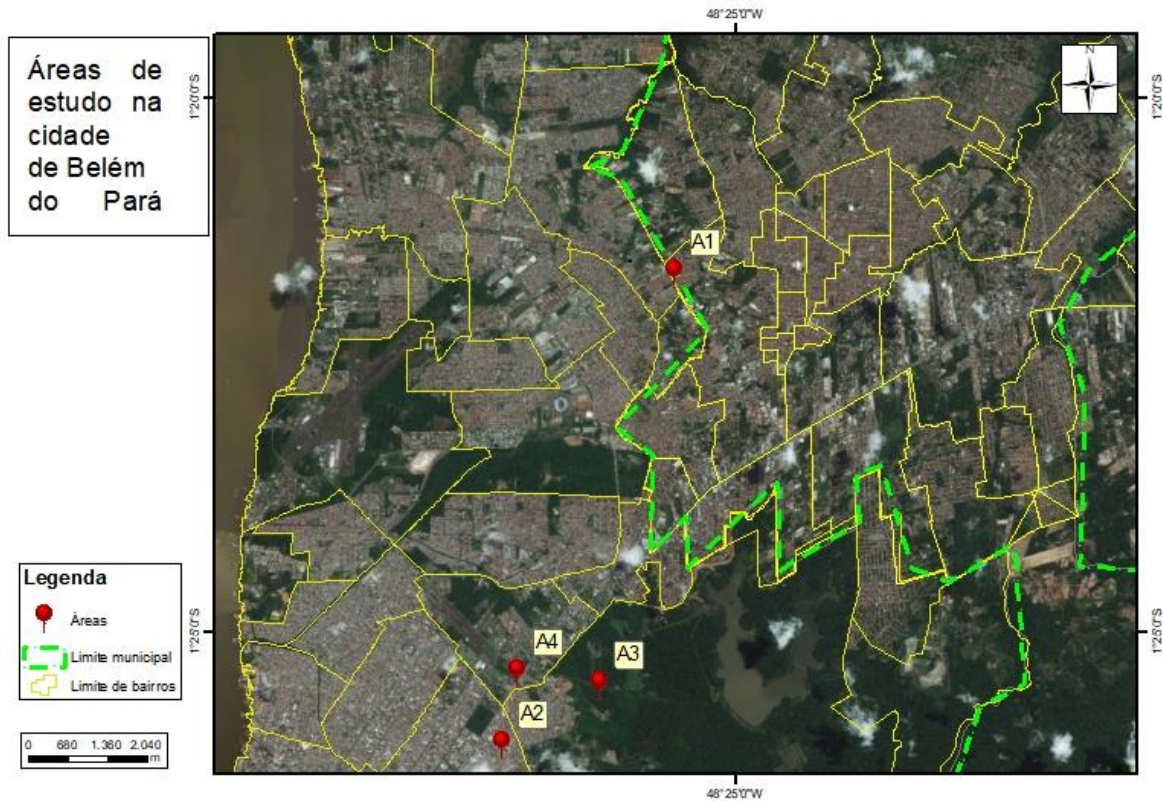 48°25'0"W
Áreas de
estudo na
cidade
de Belém
do Pará
1°20'0"S
1°20'0"S
N
A1
Legenda
Áreas
Limite municipal
Limite de bairros
1°25'0"S
1°25'0"S
A4
A3
A2
0 680 1.360 2.040
m
48°25'0"W